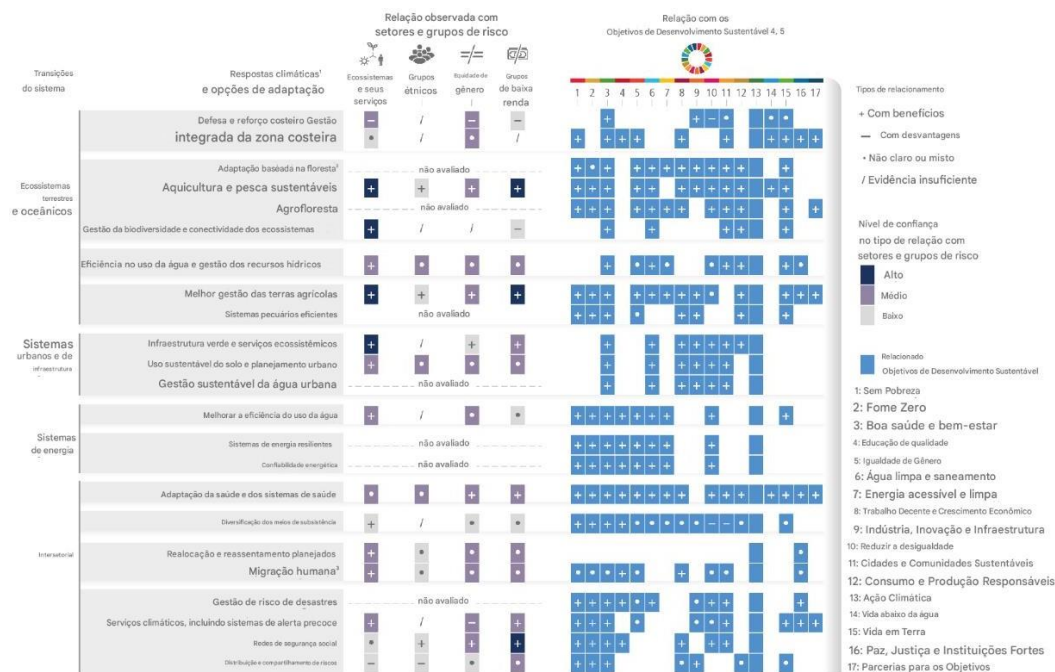 Relação observada com
setores e grupos de risco
Relação com os
Objetivos de Desenvolvimento Sustentável 4, 5
Transições
do sistema
Respostas climáticas¹
e opções de adaptação
Ecossistemas
e seus
serviços
Grupos
étnicos
Equidade de
gênero
Grupos
de baixa
renda
1 2 3 4 5 6 7 8 9 10 11 12 13 14 15 16 17
Ecossistemas
terrestres
e oceânicos
Defesa e reforço costeiro Gestão
integrada da zona costeira
Adaptação baseada na floresta²
não avaliado
Aquicultura e pesca sustentáveis
Agrofloresta
não avaliado
Gestão da biodiversidade e conectividade dos ecossistemas
Eficiência no uso da água e gestão dos recursos hídricos
Melhor gestão das terras agrícolas
Sistemas pecuários eficientes
não avaliado
Sistemas
urbanos e de
infraestrutura
Infraestrutura verde e serviços ecossistêmicos
Uso sustentável do solo e planejamento urbano
Gestão sustentável da água urbana
não avaliado
Sistemas
de energia
Melhorar a eficiência do uso da água
Sistemas de energia resilientes
não avaliado
Confiabilidade energética
não avaliado
Intersetorial
Adaptação da saúde e dos sistemas de saúde
Diversificação dos meios de subsistência
Realocação e reassentamento planejados
Migração humana³
Gestão de risco de desastres
não avaliado
Serviços climáticos, incluindo sistemas de alerta precoce
Redes de segurança social
Distribuição e compartilhamento de riscos
Tipos de relacionamento
+ Com benefícios
— Com desvantagens
• Não claro ou misto
/ Evidência insuficiente
Nível de confiança
no tipo de relação com
setores e grupos de risco
Alto
Médio
Baixo
Relacionado
Objetivos de Desenvolvimento Sustentável
1: Sem Pobreza
2: Fome Zero
3: Boa saúde e bem-estar
4: Educação de qualidade
5: Igualdade de Gênero
6: Água limpa e saneamento
7: Energia acessível e limpa
8: Trabalho Decente e Crescimento Econômico
9: Indústria, Inovação e Infraestrutura
10: Reduzir a desigualdade
11: Cidades e Comunidades Sustentáveis
12: Consumo e Produção Responsáveis
13: Ação Climática
14: Vida abaixo da água
15: Vida em Terra
16: Paz, Justiça e Instituições Fortes
17: Parcerias para os Objetivos